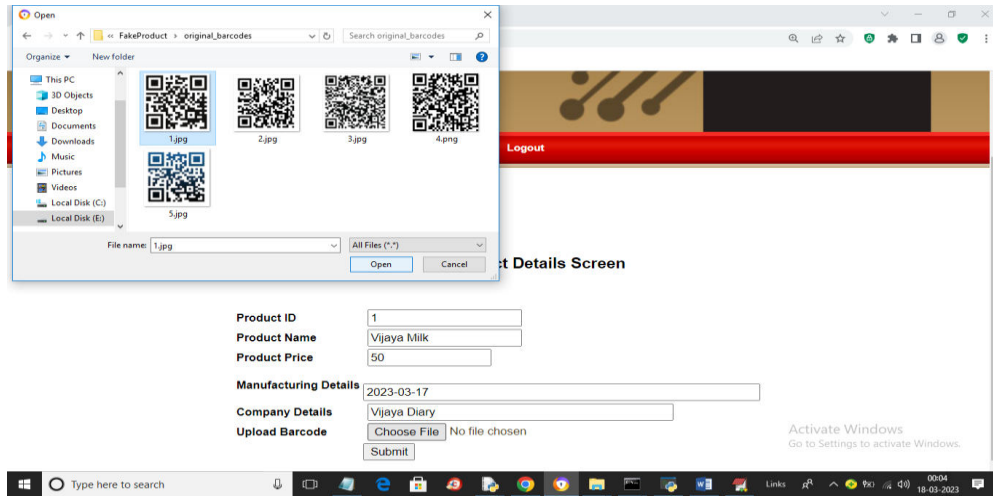 Open
« FakeProduct › original_barcodes
Search original_barcodes
Organize
New folder
This PC
3D Objects
Desktop
Documents
Downloads
Music
Pictures
Videos
Local Disk (C:)
Local Disk (E:)
1.jpg
2.jpg
3.jpg
4.png
5.jpg
File name: 1.jpg
All Files (*.*)
Open
Cancel
Logout
t Details Screen
Product ID 1
Product Name Vijaya Milk
Product Price 50
Manufacturing Details 2023-03-17
Company Details Vijaya Diary
Upload Barcode Choose File No file chosen
Submit
Activate Windows
Go to Settings to activate Windows.
Type here to search
Links
00:04
18-03-2023